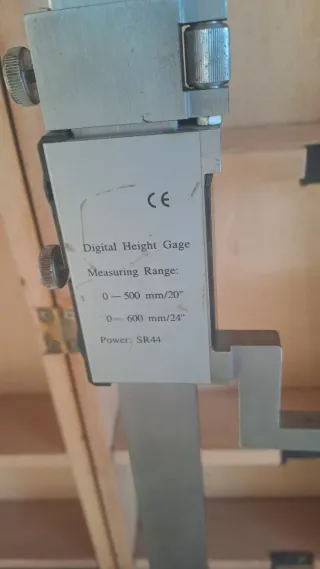 CE
Digital Height Gage
Measuring Range:
0 — 500 mm/20"
0 — 600 mm/24"
Power: SR44